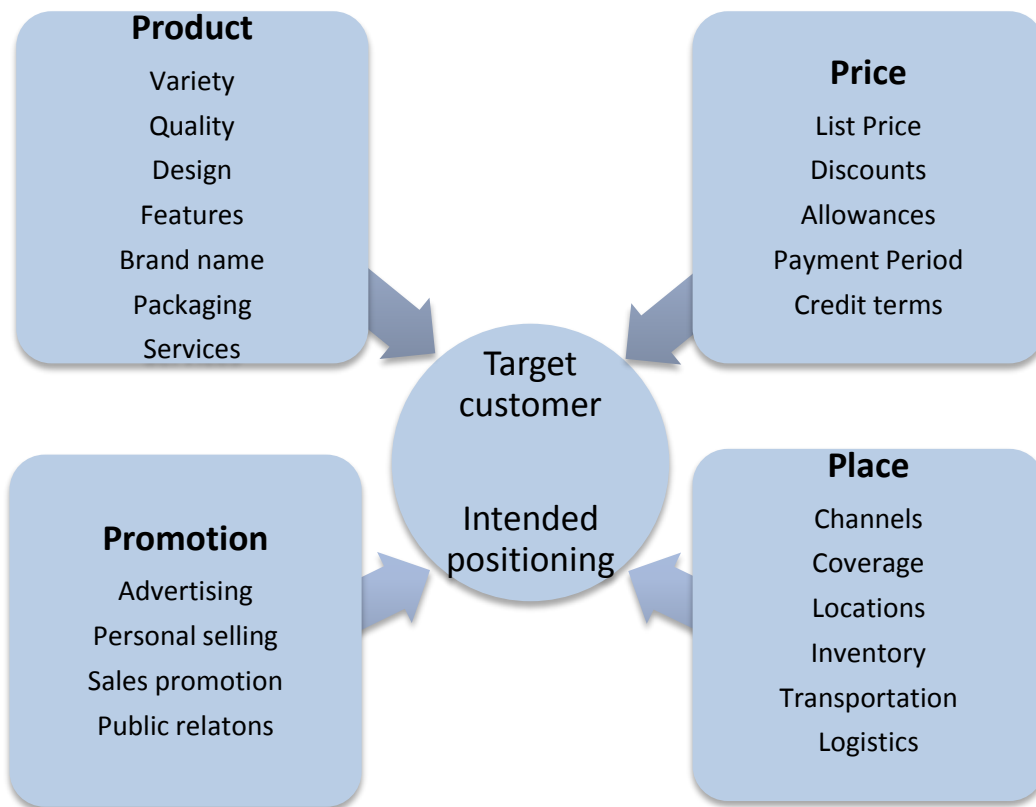 Product
Variety
Quality
Design
Features
Brand name
Packaging
Services
Price
List Price
Discounts
Allowances
Payment Period
Credit terms
Target
customer
Intended
positioning
Promotion
Advertising
Personal selling
Sales promotion
Public relatons
Place
Channels
Coverage
Locations
Inventory
Transportation
Logistics